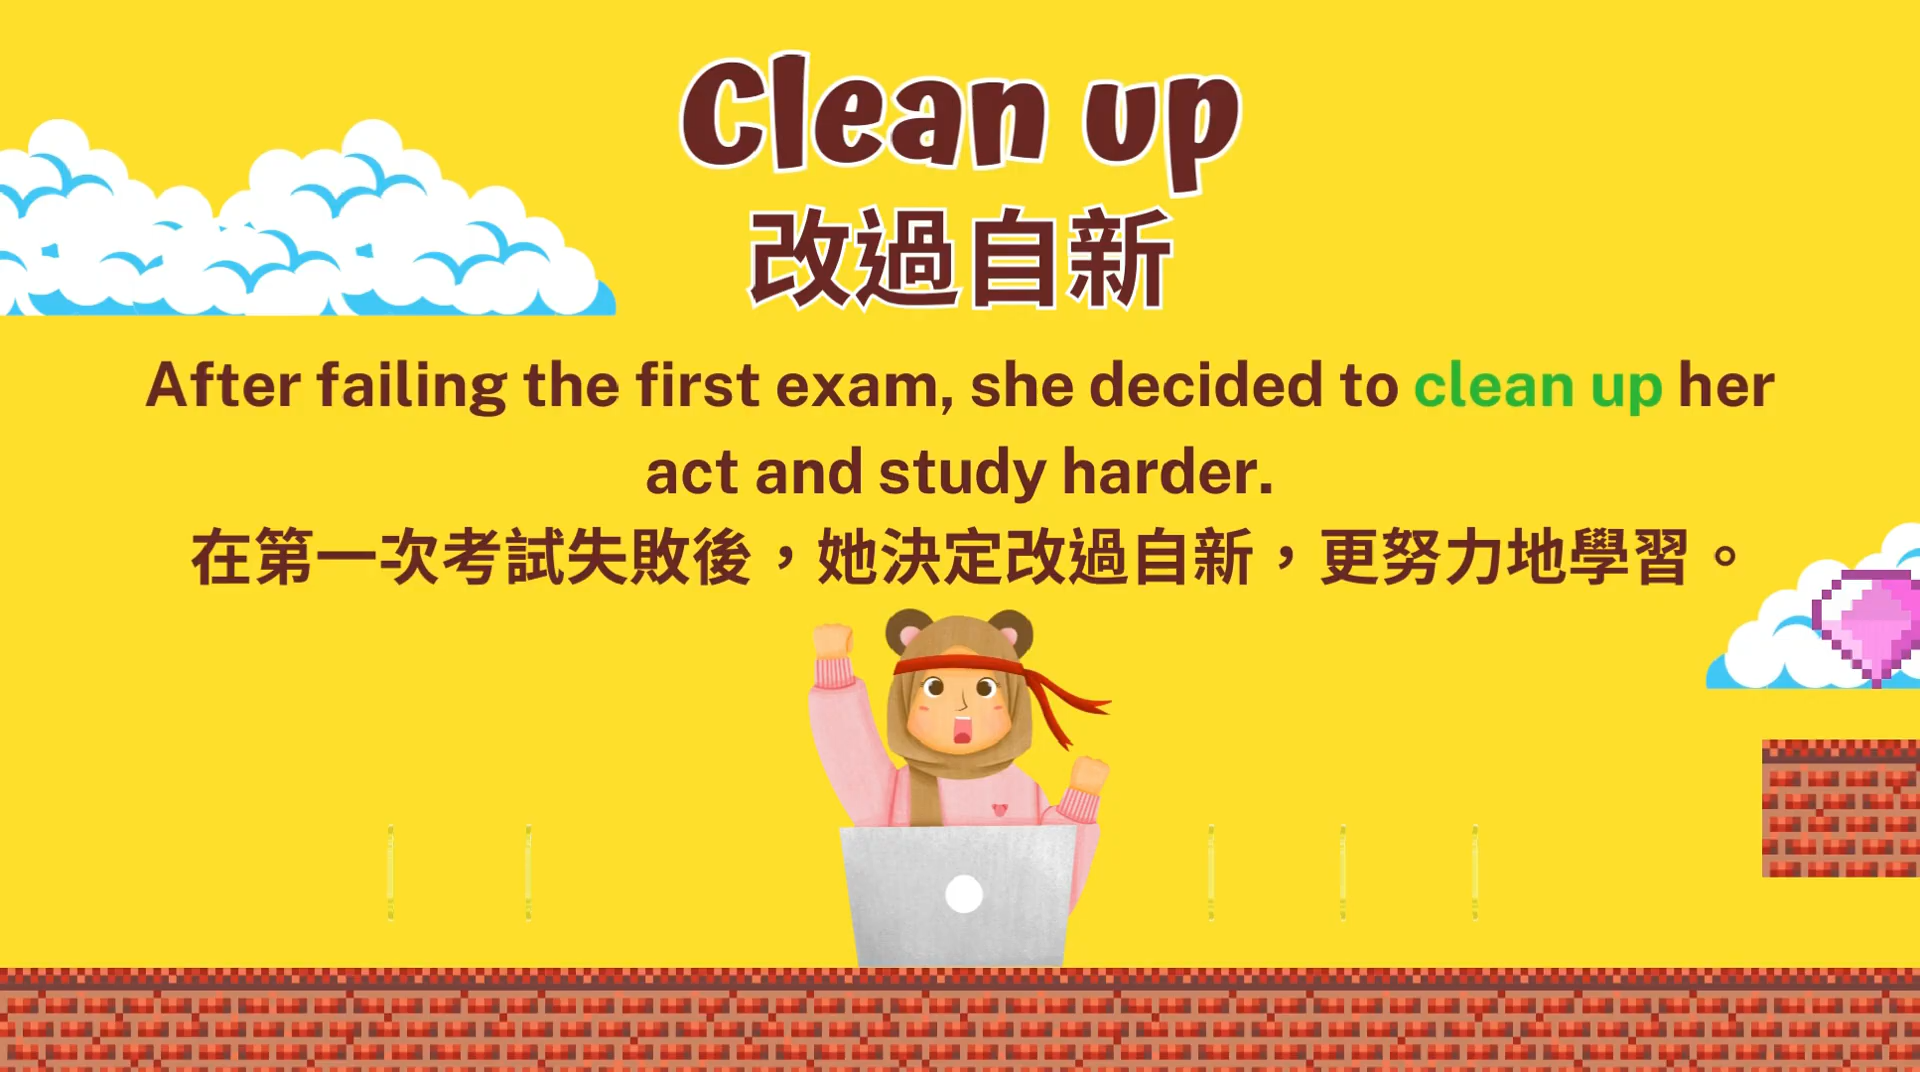 Clean up
改過自新
After failing the first exam, she decided to clean up her
act and study harder.
在第一次考試失敗後，她決定改過自新，更努力地學習。